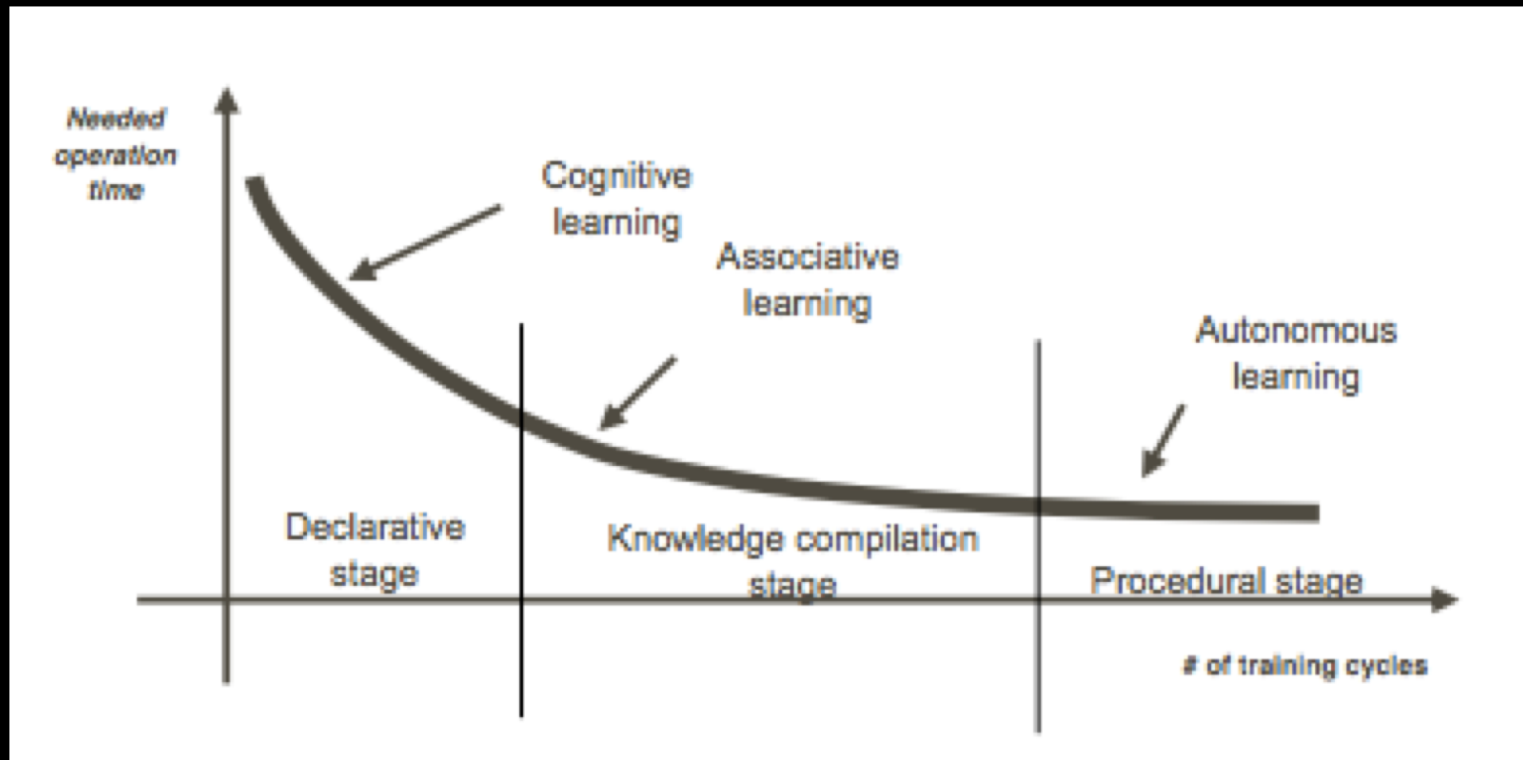 Needed
operation
time
Cognitive
learning
Associative
learning
Autonomous
learning
Declarative
stage
Knowledge compilation
stage
Procedural stage
# of training cycles